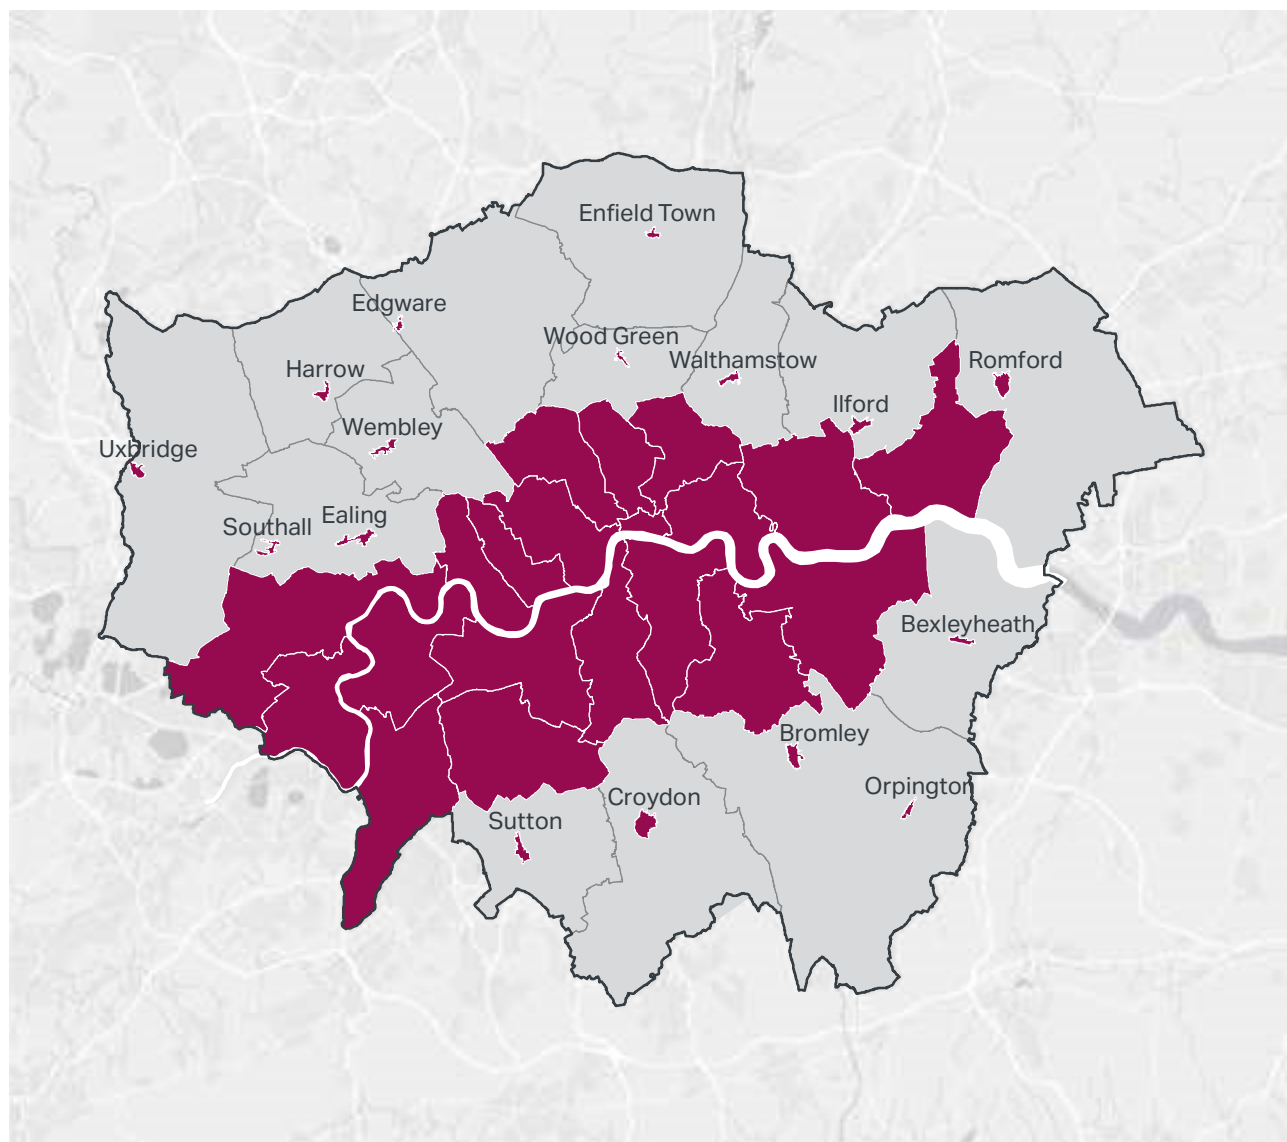 Enfield Town
Edgware
Wood Green
Walthamstow
Romford
Harrow
Ilford
Wembley
Uxbridge
Southall
Ealing
Bexleyheath
Bromley
Orpington
Croydon
Sutton